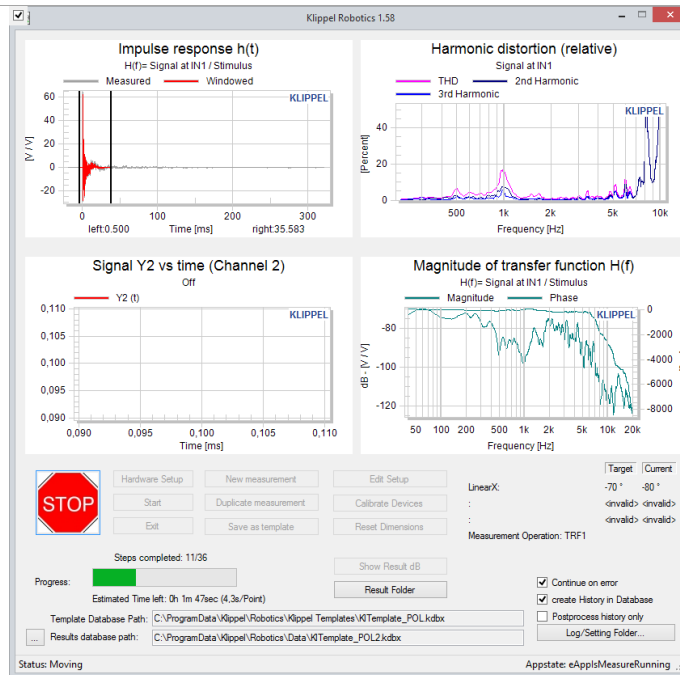 Klippel Robotics 1.58
Impulse response h(t)
H(f)= Signal at IN1 / Stimulus
Measured Windowed
KLIPPEL
60
40
20
0
-20
[V / V]
0 100 200 300
left:0.500 Time [ms] right:35.583
Harmonic distortion (relative)
Signal at IN1
THD 2nd Harmonic
3rd Harmonic
KLIPPEL
40
20
0
[Percent]
500 1k 2k 5k 10k
Frequency [Hz]
Signal Y2 vs time (Channel 2)
Off
Y2 (t)
KLIPPEL
0,110
0,105
0,100
0,095
0,090
0,090 0,095 0,100 0,105 0,110
Time [ms]
Magnitude of transfer function H(f)
H(f)= Signal at IN1 / Stimulus
Magnitude Phase
KLIPPEL
-80
-100
-120
dB - [V / V]
0
-2000
-4000
-6000
-8000
50 100 200 500 1k 2k 5k 10k 20k
Frequency [Hz]
STOP
Hardware Setup New measurement Edit Setup
Start Duplicate measurement Calibrate Devices
Exit Save as template Reset Dimensions
Target Current
LinearX: -70 ° -80 °
: <invalid> <invalid>
: <invalid> <invalid>
Measurement Operation: TRF1
Steps completed: 11/36
Progress:
Estimated Time left: 0h 1m 47sec (4,3s/Point)
Show Result dB
Result Folder
Continue on error
create History in Database
Postprocess history only
Log/Setting Folder...
Template Database Path: C:\ProgramData\Klippel\Robotics\Klippel Templates\KITemplate_POL.kdbx
... Results database path: C:\ProgramData\Klippel\Robotics\Data\KITemplate_POL2.kdbx
Status: Moving
Appstate: eAppIsMeasureRunning